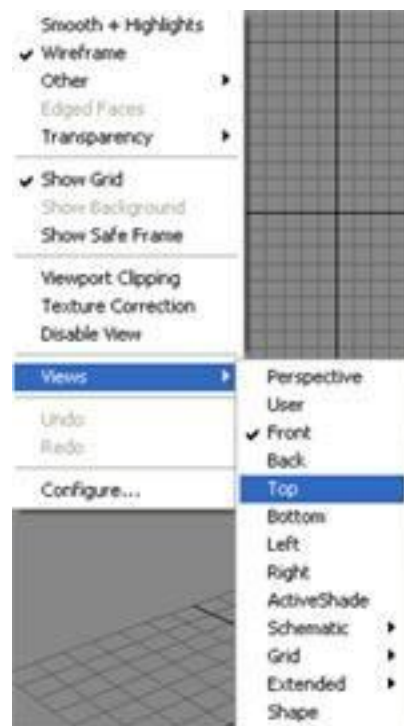 Smooth + Highlights
Wireframe
Other
Edged Faces
Transparency
Show Grid
Show Background
Show Safe Frame
Viewport Clipping
Texture Correction
Disable View
Views
Undo
Redo
Configure...
Perspective
User
Front
Back
Top
Bottom
Left
Right
ActiveShade
Schematic
Grid
Extended
Shape